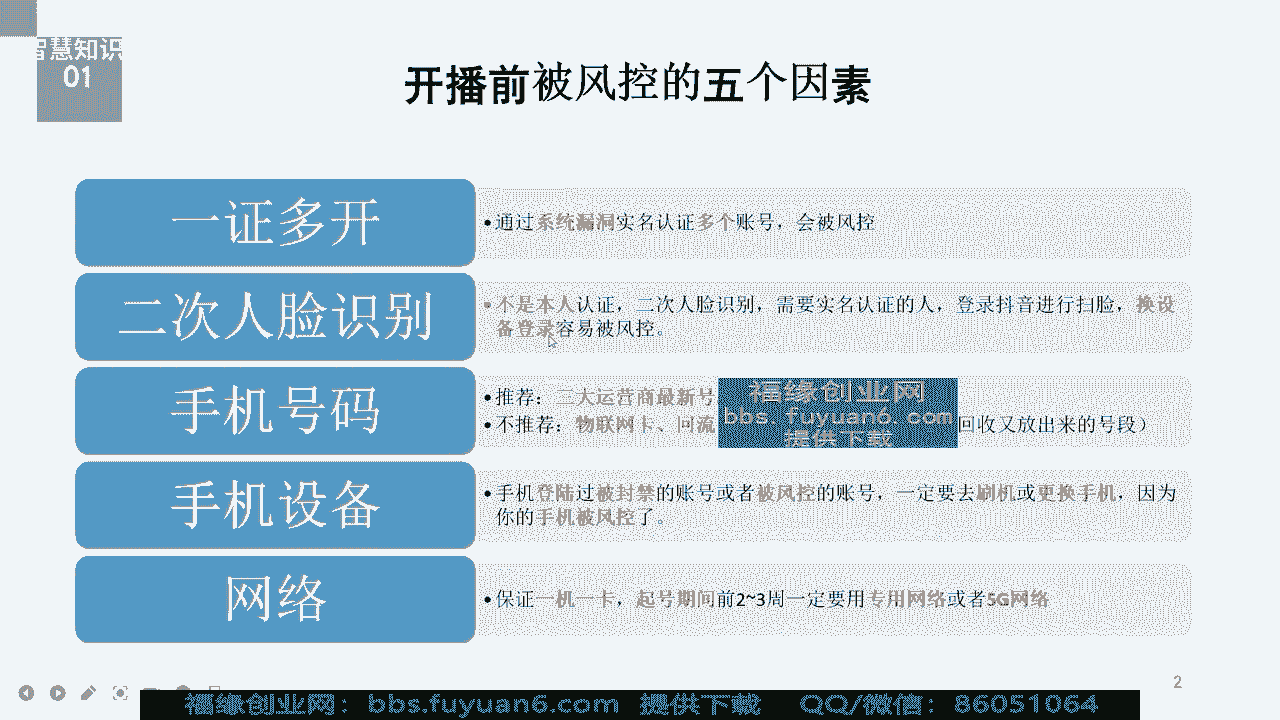 智慧知识
01
开播前被风控的五个因素
一证多开
•通过系统漏洞实名认证多个账号，会被风控
二次人脸识别
•不是本人认证，二次人脸识别，需要实名认证的人，登录抖音进行扫脸，换设
备登录容易被风控。
手机号码
•推荐：三大运营商最新号
•不推荐：物联网卡、回流
回收又放出来的号段）
福缘创业网
bbs.fuyuan6.com
提供下载
手机设备
•手机登陆过被封禁的账号或者被风控的账号，一定要去刷机或更换手机，因为
你的手机被风控了。
网络
•保证一机一卡，起号期间前2~3周一定要用专用网络或者5G网络
2
福缘创业网：bbs.fuyuan6.com 提供下载 QQ/微信：86051064